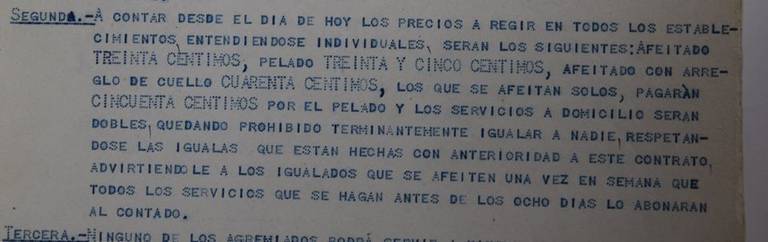 SEGUNDA.-A CONTAR DESDE EL DIA DE HOY LOS PRECIOS A REGIR EN TODOS LOS ESTABLE-
CIMIENTOS, ENTENDIENDOSE INDIVIDUALES, SERAN LOS SIGUIENTES: AFEITADO
TREINTA CENTIMOS, PELADO TREINTA Y CINCO CENTIMOS, AFEITADO CON ARRE-
GLO DE CUELLO CUARENTA CENTIMOS, LOS QUE SE AFEITAN SOLOS, PAGARÀN
CINCUENTA CENTIMOS POR EL PELADO Y LOS SERVICIOS A DOMICILIO SERAN
DOBLES, QUEDANDO PROHIBIDO TERMINANTEMENTE IGUALAR A NADIE, RESPETAN-
DOSE LAS IGUALAS QUE ESTAN HECHAS CON ANTERIORIDAD A ESTE CONTRATO,
ADVIRTIENDOLE A LOS IGUALADOS QUE SE AFEITEN UNA VEZ EN SEMANA QUE
TODOS LOS SERVICIOS QUE SE HAGAN ANTES DE LOS OCHO DIAS LO ABONARAN
AL CONTADO.
TERCERA.-NINGUNO DE LOS AGREMIADOS PODRÀ SERVIR A